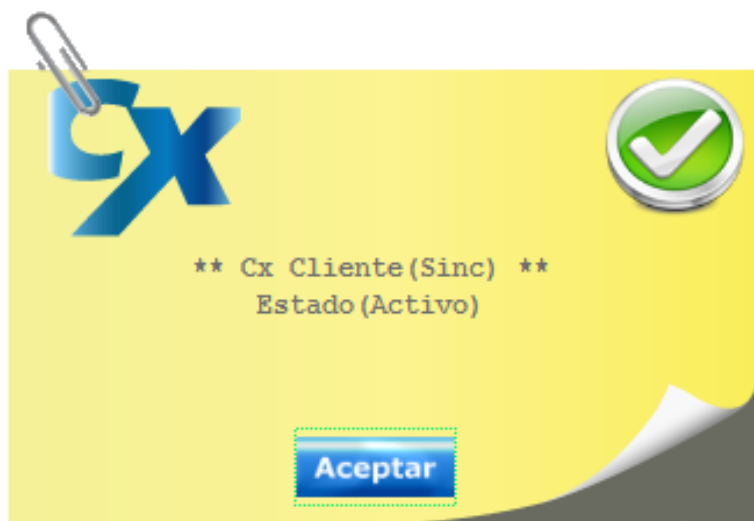 Cx
** Cx Cliente(Sinc) **
Estado(Activo)
Aceptar